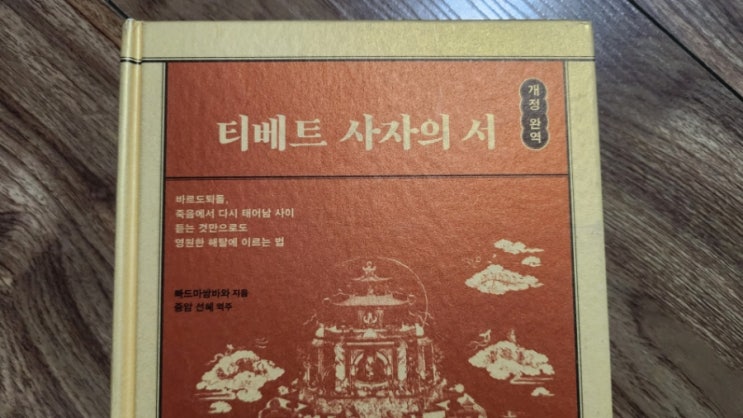 티베트 사자의 서
개정 완역
바르도퇴돌,
죽음에서 다시 태어남 사이
듣는 것만으로도
영원한 해탈에 이르는 법
빠드마쌈바와 지음
중암 선혜 역주